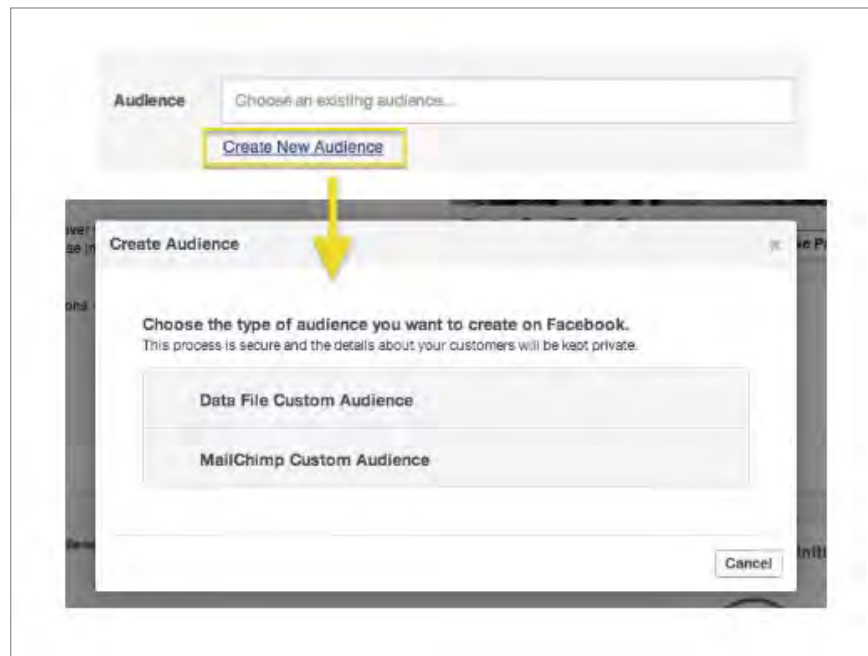 Audience
Choose an existing audience...
Create New Audience
Create Audience
Choose the type of audience you want to create on Facebook.
This process is secure and the details about your customers will be kept private.
Data File Custom Audience
MailChimp Custom Audience
Cancel